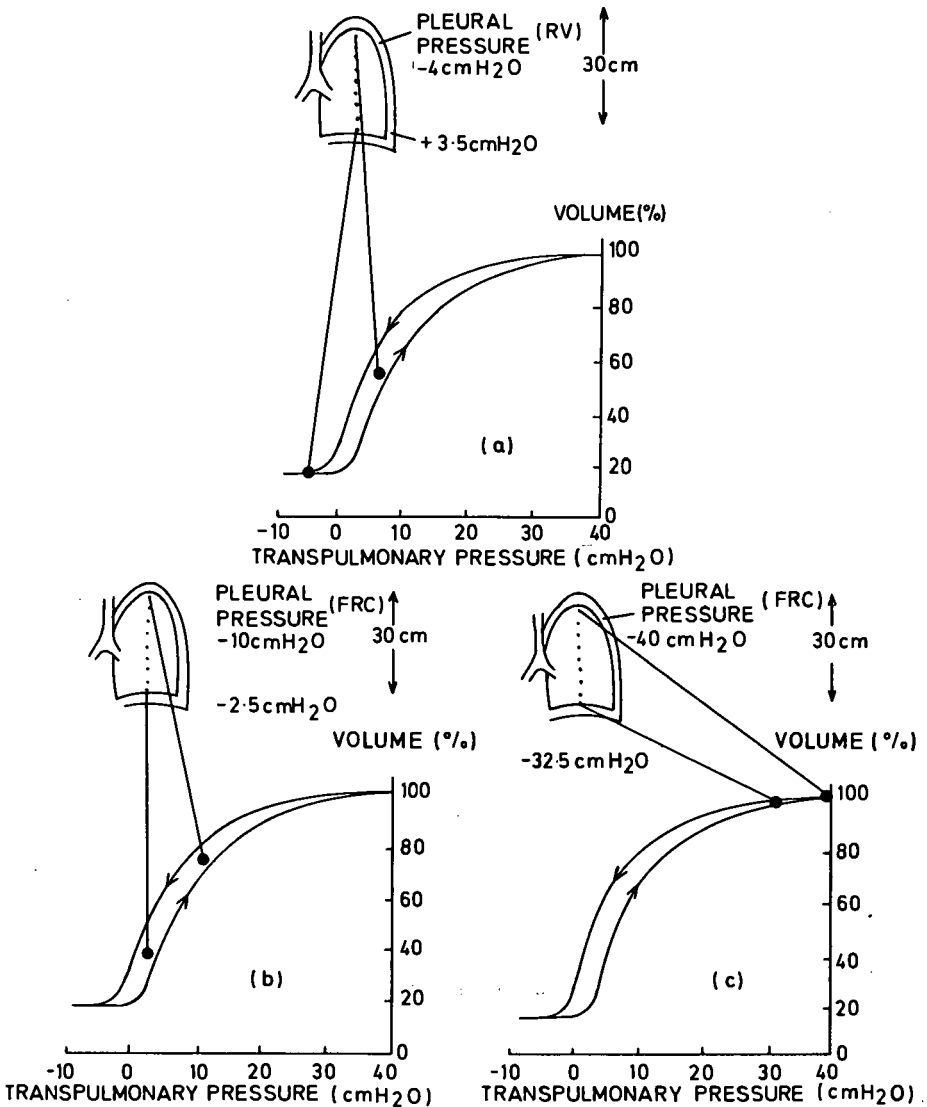 PLEURAL
PRESSURE (RV)
-4cmH2O
30cm
+3·5cmH2O
VOLUME(%)
100
80
60
40
20
0
(a)
-10 0 10 20 30 40
TRANSPULMONARY PRESSURE (cmH2O)
PLEURAL
PRESSURE (FRC)
-10cmH2O
30cm
-2·5cmH2O
VOLUME (%)
100
80
60
40
20
0
(b)
-10 0 10 20 30 40
TRANSPULMONARY PRESSURE (cmH2O)
PLEURAL
PRESSURE (FRC)
-40 cmH2O
30cm
-32·5 cmH2O
VOLUME (%)
100
80
60
40
20
0
(c)
-10 0 10 20 30 40
TRANSPULMONARY PRESSURE (cmH2O)